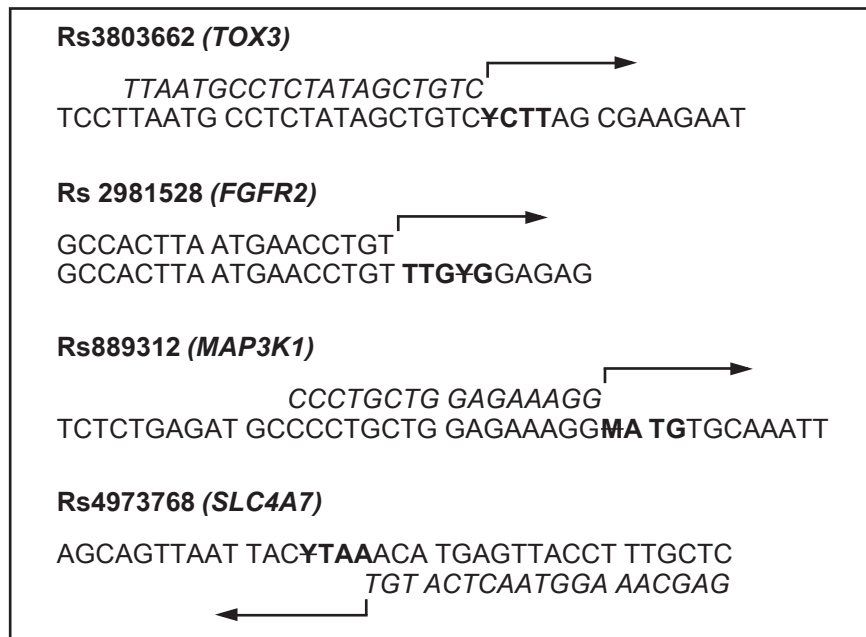 Rs3803662 (TOX3)
TTAATGCCTCTATAGCTGTC
TCCTTAATG CCTCTATAGCTGTCYCTTAG CGAAGAAT
Rs 2981528 (FGFR2)
GCCACTTA ATGAACCTGT
GCCACTTA ATGAACCTGT TTGYGGAGAG
Rs889312 (MAP3K1)
CCCTGCTG GAGAAAGG
TCTCTGAGAT GCCCCTGCTG GAGAAAGGMA TGTGCAAATT
Rs4973768 (SLC4A7)
AGCAGTTAAT TACYTAAACA TGAGTTACCT TTGCTC
TGT ACTCAATGGA AACGAG